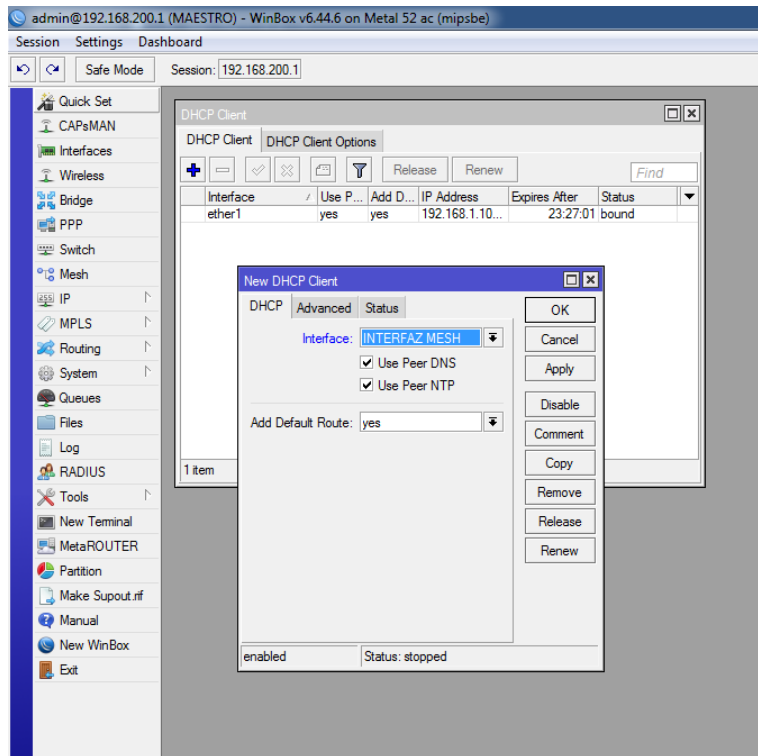 admin@192.168.200.1 (MAESTRO) - WinBox v6.44.6 on Metal 52 ac (mipsbe)
Session Settings Dashboard
Safe Mode Session: 192.168.200.1
Quick Set
CAPsMAN
Interfaces
Wireless
Bridge
PPP
Switch
Mesh
255 IP
MPLS
Routing
System
Queues
Files
Log
RADIUS
Tools
New Terminal
MetaROUTER
Partition
Make Supout.rif
Manual
New WinBox
Exit
DHCP Client
DHCP Client DHCP Client Options
Release Renew Find
Interface Use P... Add D... IP Address Expires After Status
ether1 yes yes 192.168.1.10... 23:27:01 bound
1 item
New DHCP Client
DHCP Advanced Status
Interface: INTERFAZ MESH
Use Peer DNS
Use Peer NTP
Add Default Route: yes
OK
Cancel
Apply
Disable
Comment
Copy
Remove
Release
Renew
enabled Status: stopped